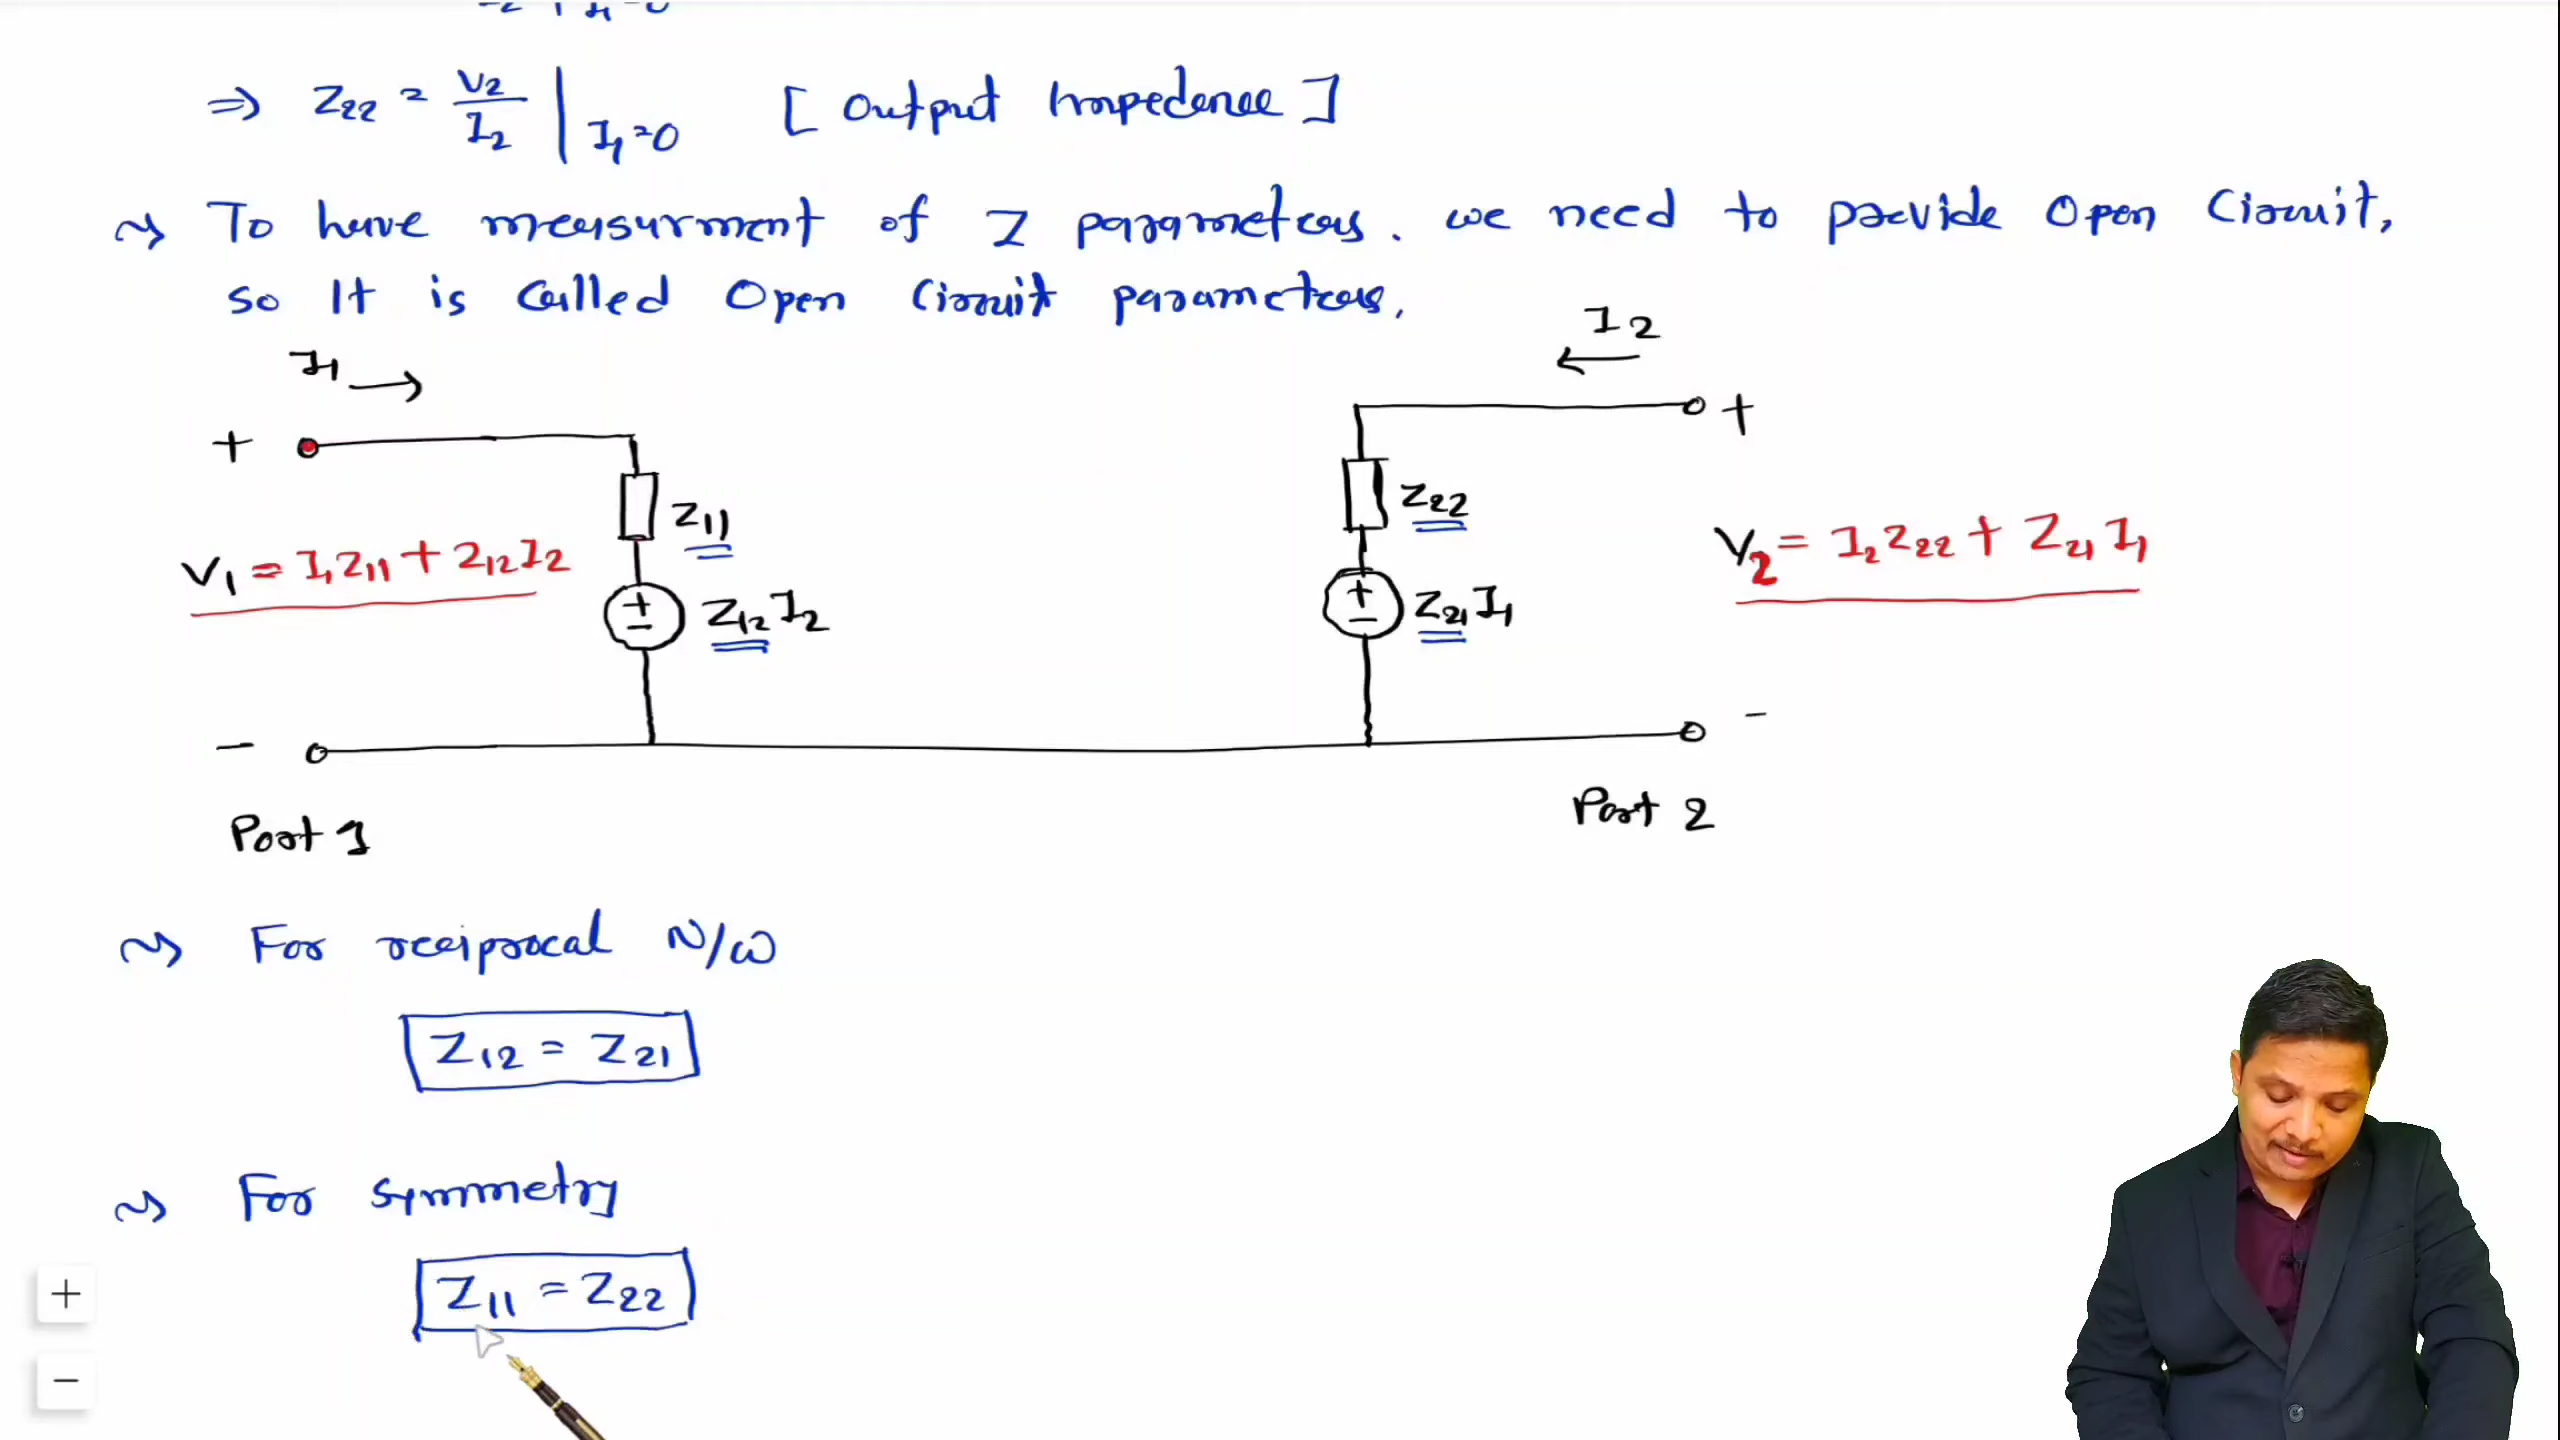 ⇒ Z22 = V2/I2 | I1=0 [Output Impedence]
~> To have measurment of Z parameters. we need to provide Open Circuit,
so It is called Open Circuit parameters.
I1 →
I2 ←
+
+
Z11
Z22
V1 = I1Z11 + Z12I2
V2 = I2Z22 + Z21I1
+
-
Z12I2
+
-
Z21I1
-
-
Port 1
Port 2
~> For reciprocal N/W
Z12 = Z21
~> For symmetry
Z11 = Z22
+
-